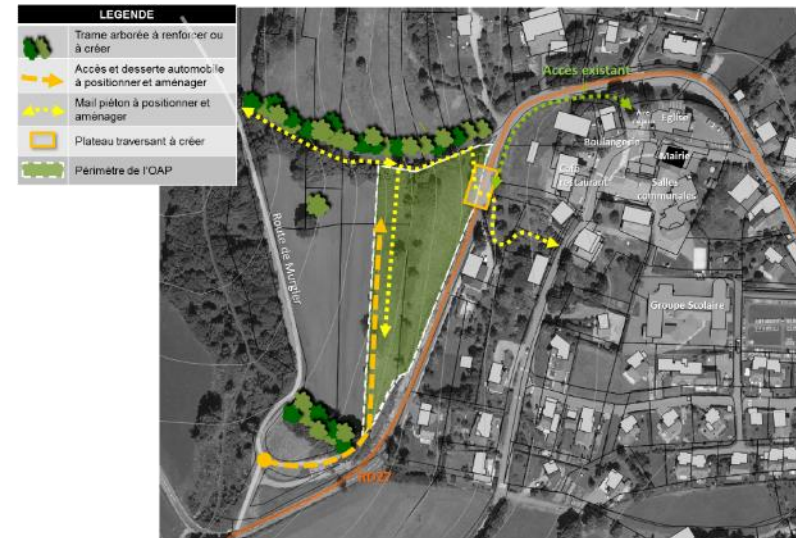 LEGENDE
Trame arborée à renforcer ou
à créer
Accès et desserte automobile
à positionner et aménager
Mail piéton à positionner et
aménager
Plateau traversant à créer
Périmètre de l'OAP
Accès existant
Eglise
Boulangerie
Mairie
Café
restaurant
Salles
communales
Route de Murgier
Groupe Scolaire
RD27